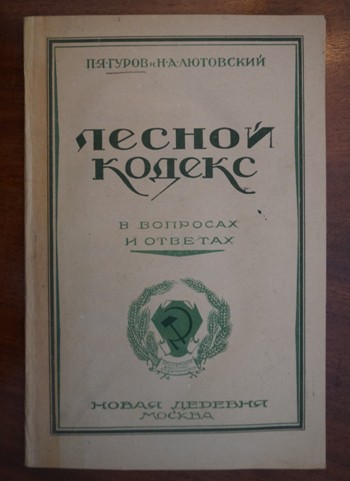 П.Я.ГУРОВ и Н.А.ЛЮТОВСКИЙ
ЛЕСНОЙ
КОДЕКС
В ВОПРОСАХ
И ОТВЕТАХ
НОВАЯ ДЕРЕВНЯ
МОСКВА